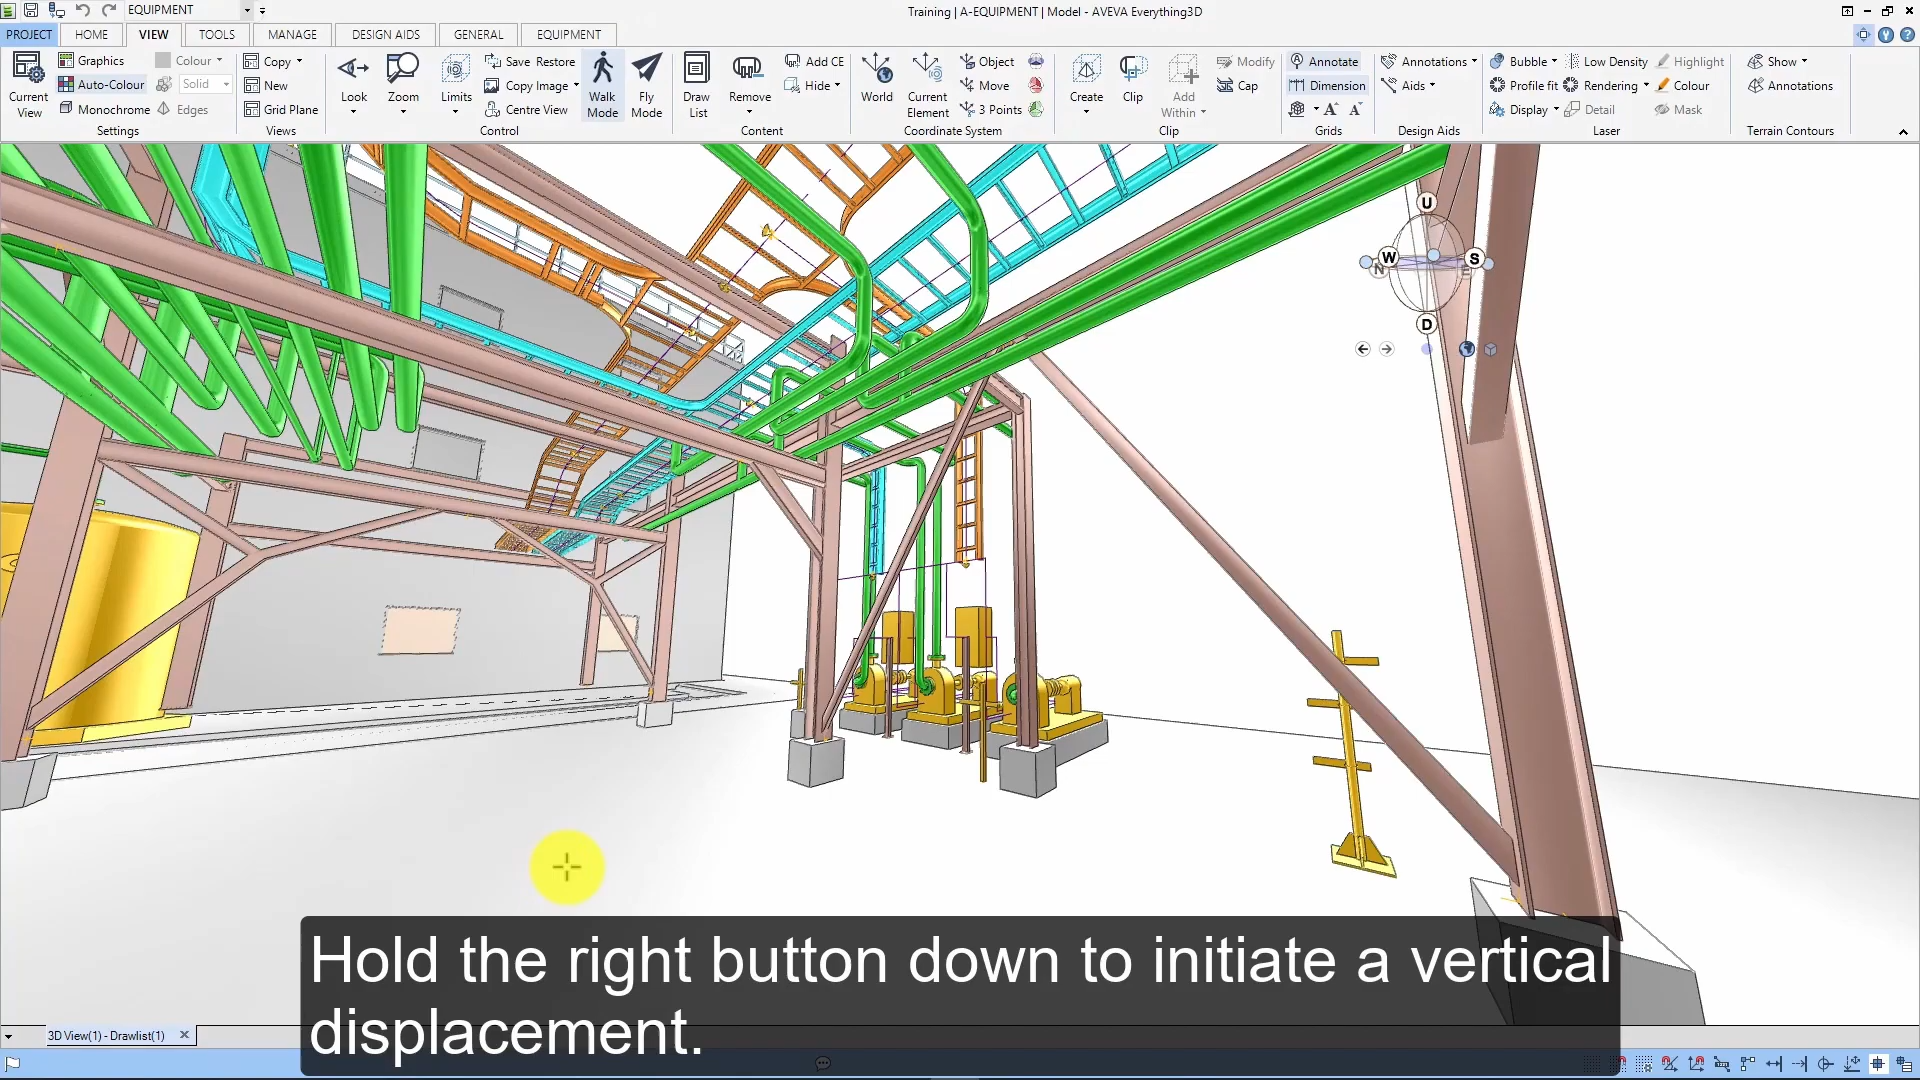 EQUIPMENT
Training | A-EQUIPMENT | Model - AVEVA Everything3D
PROJECT HOME VIEW TOOLS MANAGE DESIGN AIDS GENERAL EQUIPMENT
Current View
Graphics
Auto-Colour
Monochrome
Colour
Solid
Edges
Settings
Copy
New
Grid Plane
Views
Look
Zoom
Limits
Save Restore
Copy Image
Centre View
Walk Mode
Fly Mode
Control
Draw List
Remove
Add CE
Hide
Content
World
Current Element
Object
Move
3 Points
Coordinate System
Create
Clip
Add Within
Modify
Cap
Clip
Annotate
Dimension
A A
Grids
Annotations
Aids
Design Aids
Bubble
Profile fit
Display
Low Density
Rendering
Detail
Highlight
Colour
Mask
Laser
Show
Annotations
Terrain Contours
U
W
S
N
E
D
Hold the right button down to initiate a vertical
displacement.
3D View(1) - Drawlist(1)